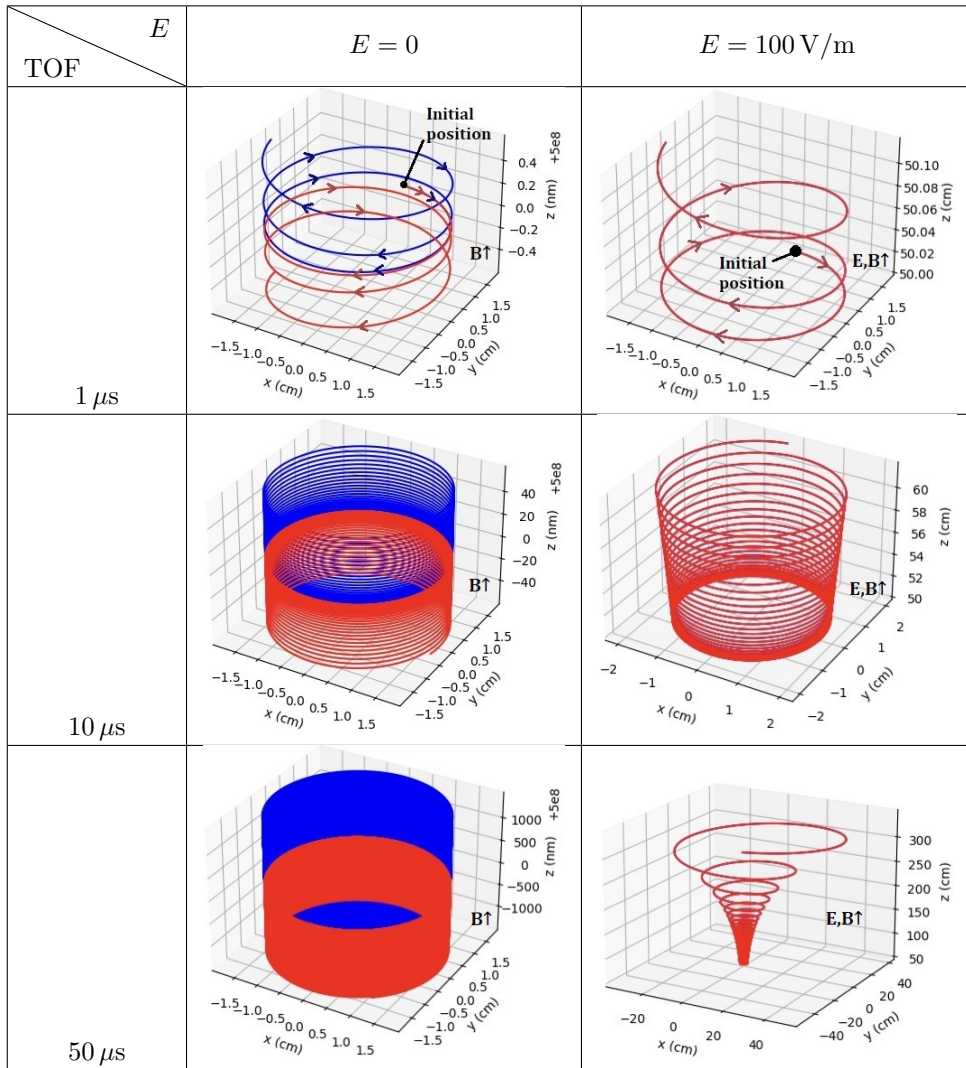 E
TOF
E = 0
E = 100 V/m
1 μs
Initial
position
+5e8
0.4
0.2
0.0
−0.2
−0.4
z (nm)
B↑
1.5
1.0
0.5
0.0
−0.5
−1.0
−1.5
y (cm)
−1.5
−1.0
−0.5
0.0
0.5
1.0
1.5
x (cm)
50.10
50.08
50.06
50.04
50.02
50.00
z (cm)
Initial
position
E,B↑
1.5
1.0
0.5
0.0
−0.5
−1.0
−1.5
y (cm)
−1.5
−1.0
−0.5
0.0
0.5
1.0
1.5
x (cm)
10 μs
+5e8
40
20
0
−20
−40
z (nm)
B↑
1.5
1.0
0.5
0.0
−0.5
−1.0
−1.5
y (cm)
−1.5
−1.0
−0.5
0.0
0.5
1.0
1.5
x (cm)
60
58
56
54
52
50
z (cm)
E,B↑
2
1
0
−1
−2
y (cm)
−2
−1
0
1
2
x (cm)
50 μs
+5e8
1000
500
0
−500
−1000
z (nm)
B↑
1.5
1.0
0.5
0.0
−0.5
−1.0
−1.5
y (cm)
−1.5
−1.0
−0.5
0.0
0.5
1.0
1.5
x (cm)
300
250
200
150
100
50
z (cm)
E,B↑
40
20
0
−20
−40
y (cm)
−20
0
20
40
x (cm)